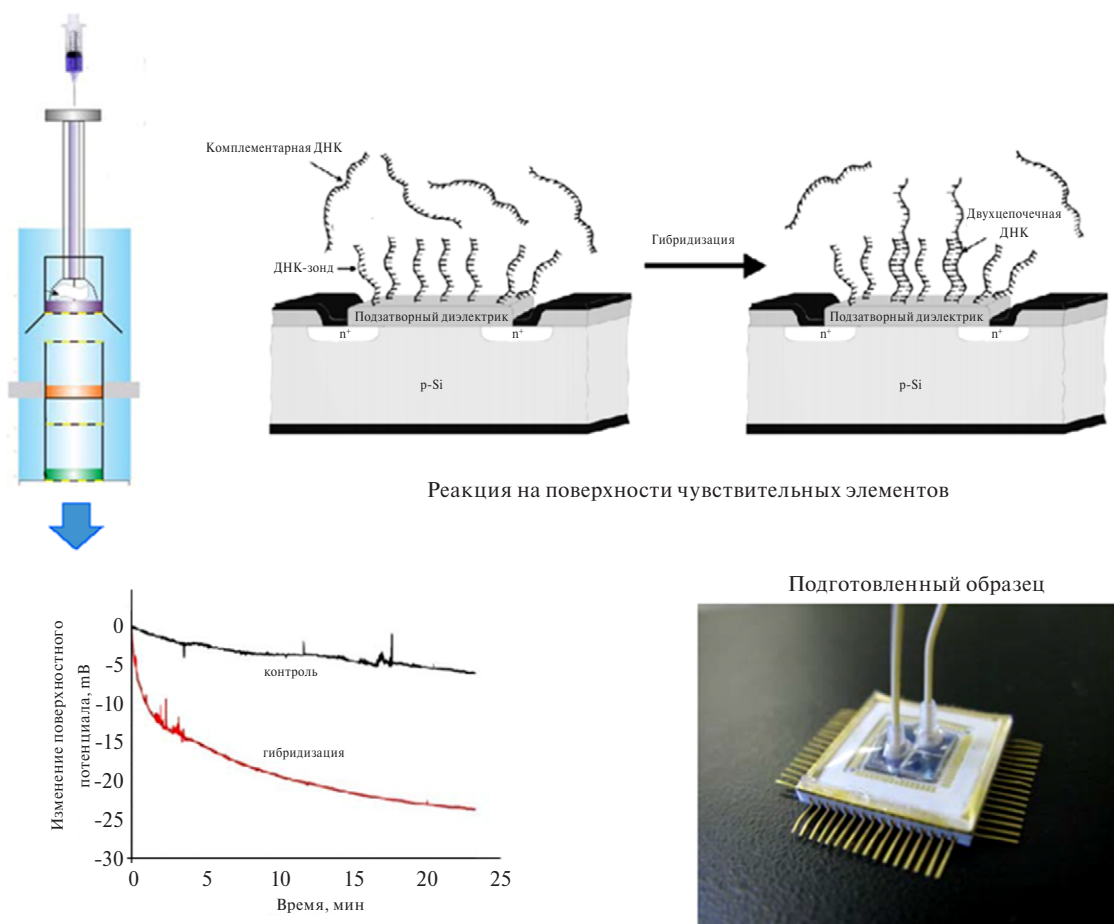 Комплементарная ДНК
ДНК-зонд
Подзатворный диэлектрик
n⁺
n⁺
p-Si
Гибридизация
Двухцепочечная
ДНК
Подзатворный диэлектрик
n⁺
n⁺
p-Si
Реакция на поверхности чувствительных элементов
Изменение поверхностного
потенциала, mВ
0
-5
-10
-15
-20
-25
-30
контроль
гибридизация
0
5
10
15
20
25
Время, мин
Подготовленный образец